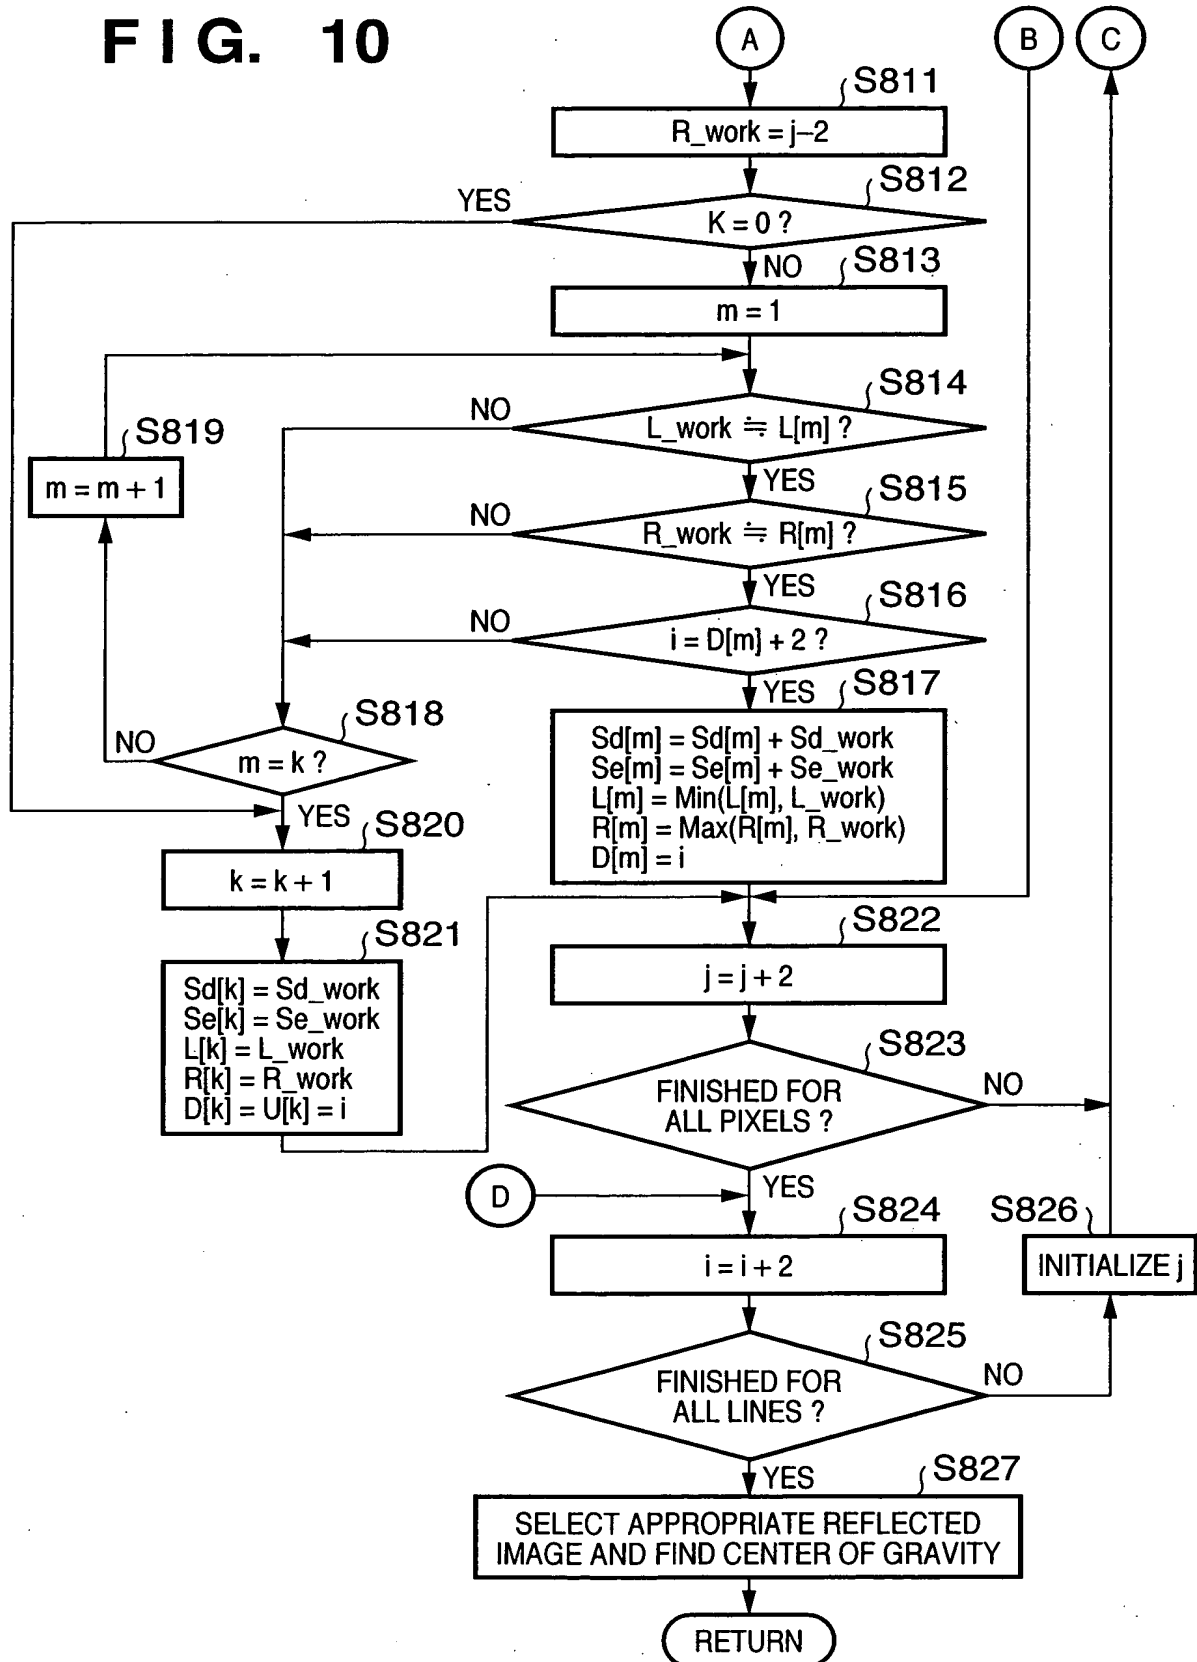 FIG. 10
A
B
C
S811
R_work = j–2
S812
YES
K = 0 ?
NO
S813
m = 1
S814
NO
L_work ≒ L[m] ?
S819
m = m + 1
YES
S815
NO
R_work ≒ R[m] ?
YES
S816
NO
i = D[m] + 2 ?
YES
S817
Sd[m] = Sd[m] + Sd_work
Se[m] = Se[m] + Se_work
L[m] = Min(L[m], L_work)
R[m] = Max(R[m], R_work)
D[m] = i
S818
NO
m = k ?
YES
S820
k = k + 1
S821
Sd[k] = Sd_work
Se[k] = Se_work
L[k] = L_work
R[k] = R_work
D[k] = U[k] = i
S822
j = j + 2
S823
FINISHED FOR
ALL PIXELS ?
NO
YES
D
S824
i = i + 2
S826
INITIALIZE j
S825
FINISHED FOR
ALL LINES ?
NO
YES
S827
SELECT APPROPRIATE REFLECTED
IMAGE AND FIND CENTER OF GRAVITY
RETURN